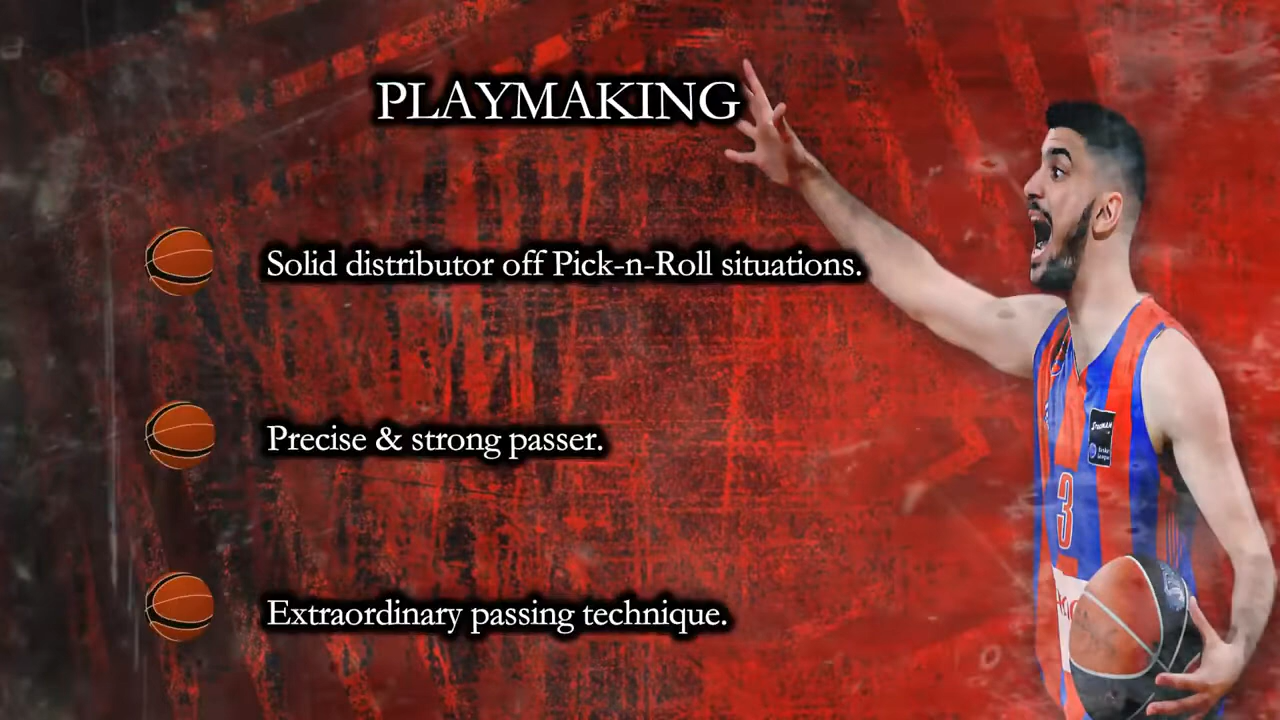 PLAYMAKING
Solid distributor off Pick-n-Roll situations.
Precise & strong passer.
Extraordinary passing technique.
3